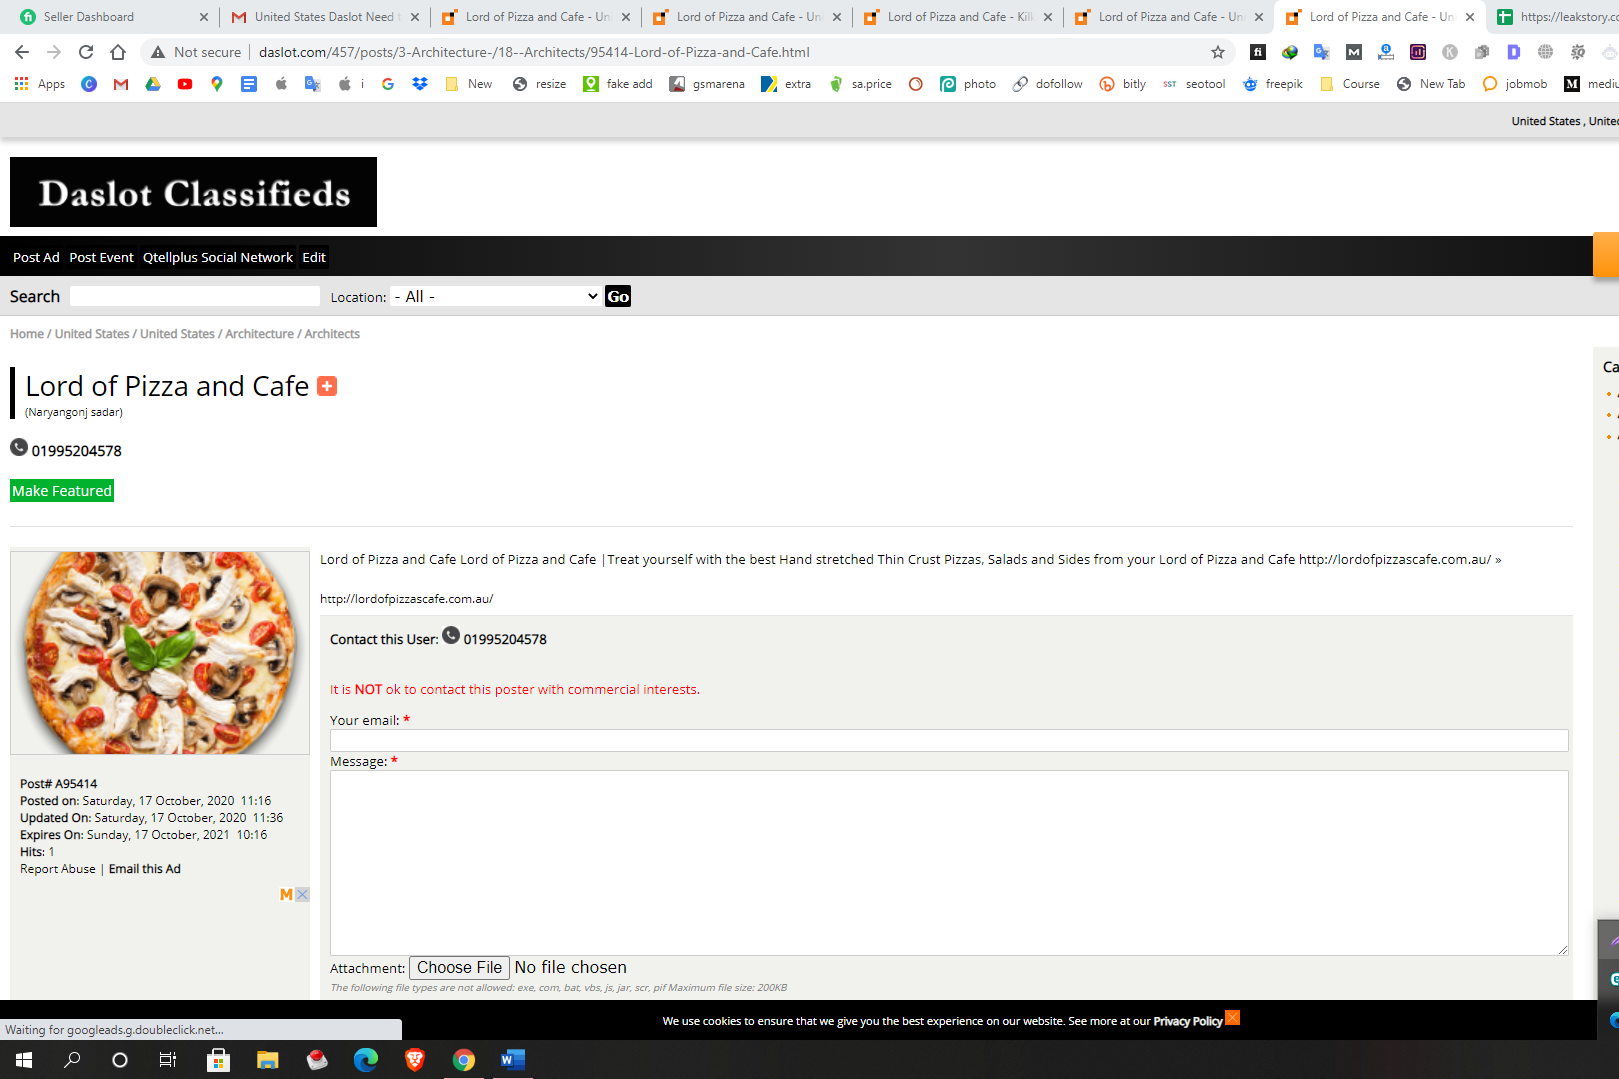 Seller Dashboard
United States Daslot Need
Lord of Pizza and Cafe - Uni
Lord of Pizza and Cafe - Uni
Lord of Pizza and Cafe - Kilk
Lord of Pizza and Cafe - Uni
Lord of Pizza and Cafe - Uni
https://leakstory.co
Not secure
daslot.com/457/posts/3-Architecture-/18--Architects/95414-Lord-of-Pizza-and-Cafe.html
Apps
i
New
resize
fake add
gsmarena
extra
sa.price
photo
dofollow
bitly
SST seotool
freepik
Course
New Tab
jobmob
mediu
United States , United
Daslot Classifieds
Post Ad Post Event Qtellplus Social Network Edit
Search Location: - All - Go
Home / United States / United States / Architecture / Architects
Ca
Lord of Pizza and Cafe
(Naryangonj sadar)
01995204578
Make Featured
Lord of Pizza and Cafe Lord of Pizza and Cafe |Treat yourself with the best Hand stretched Thin Crust Pizzas, Salads and Sides from your Lord of Pizza and Cafe http://lordofpizzascafe.com.au/ »
http://lordofpizzascafe.com.au/
Contact this User: 01995204578
It is NOT ok to contact this poster with commercial interests.
Your email: *
Message: *
Attachment: Choose File No file chosen
The following file types are not allowed: exe, com, bat, vbs, js, jar, scr, pif Maximum file size: 200KB
Post# A95414
Posted on: Saturday, 17 October, 2020 11:16
Updated On: Saturday, 17 October, 2020 11:36
Expires On: Sunday, 17 October, 2021 10:16
Hits: 1
Report Abuse | Email this Ad
We use cookies to ensure that we give you the best experience on our website. See more at our Privacy Policy
Waiting for googleads.g.doubleclick.net...